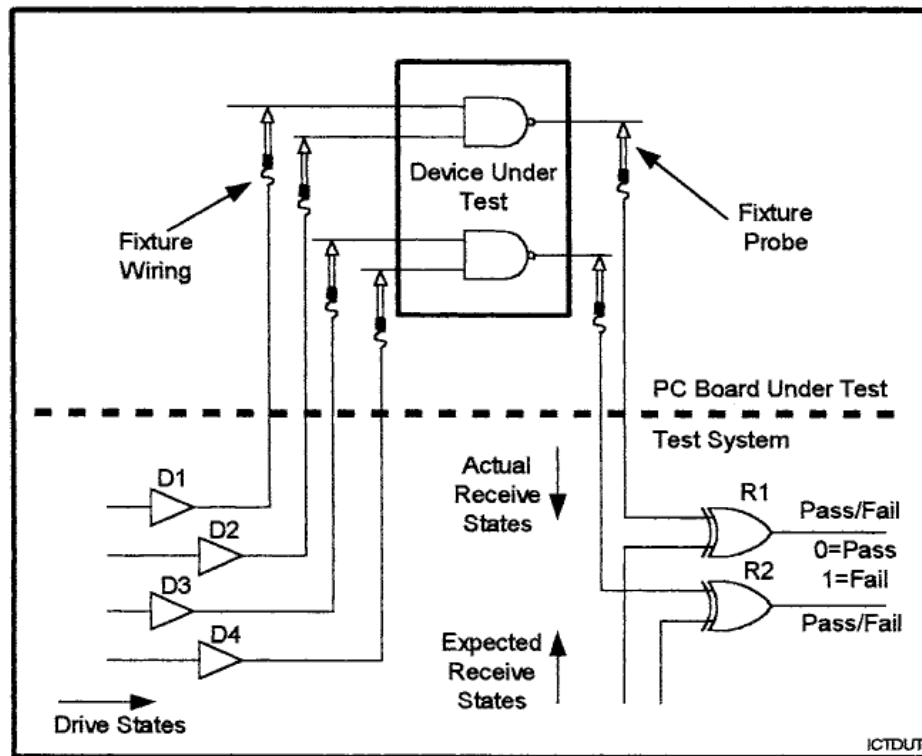 Device Under
Test
Fixture
Wiring
Fixture
Probe
PC Board Under Test
Test System
D1
D2
D3
D4
Drive States
Actual
Receive
States
Expected
Receive
States
R1
Pass/Fail
0=Pass
1=Fail
R2
Pass/Fail
ICTDUT